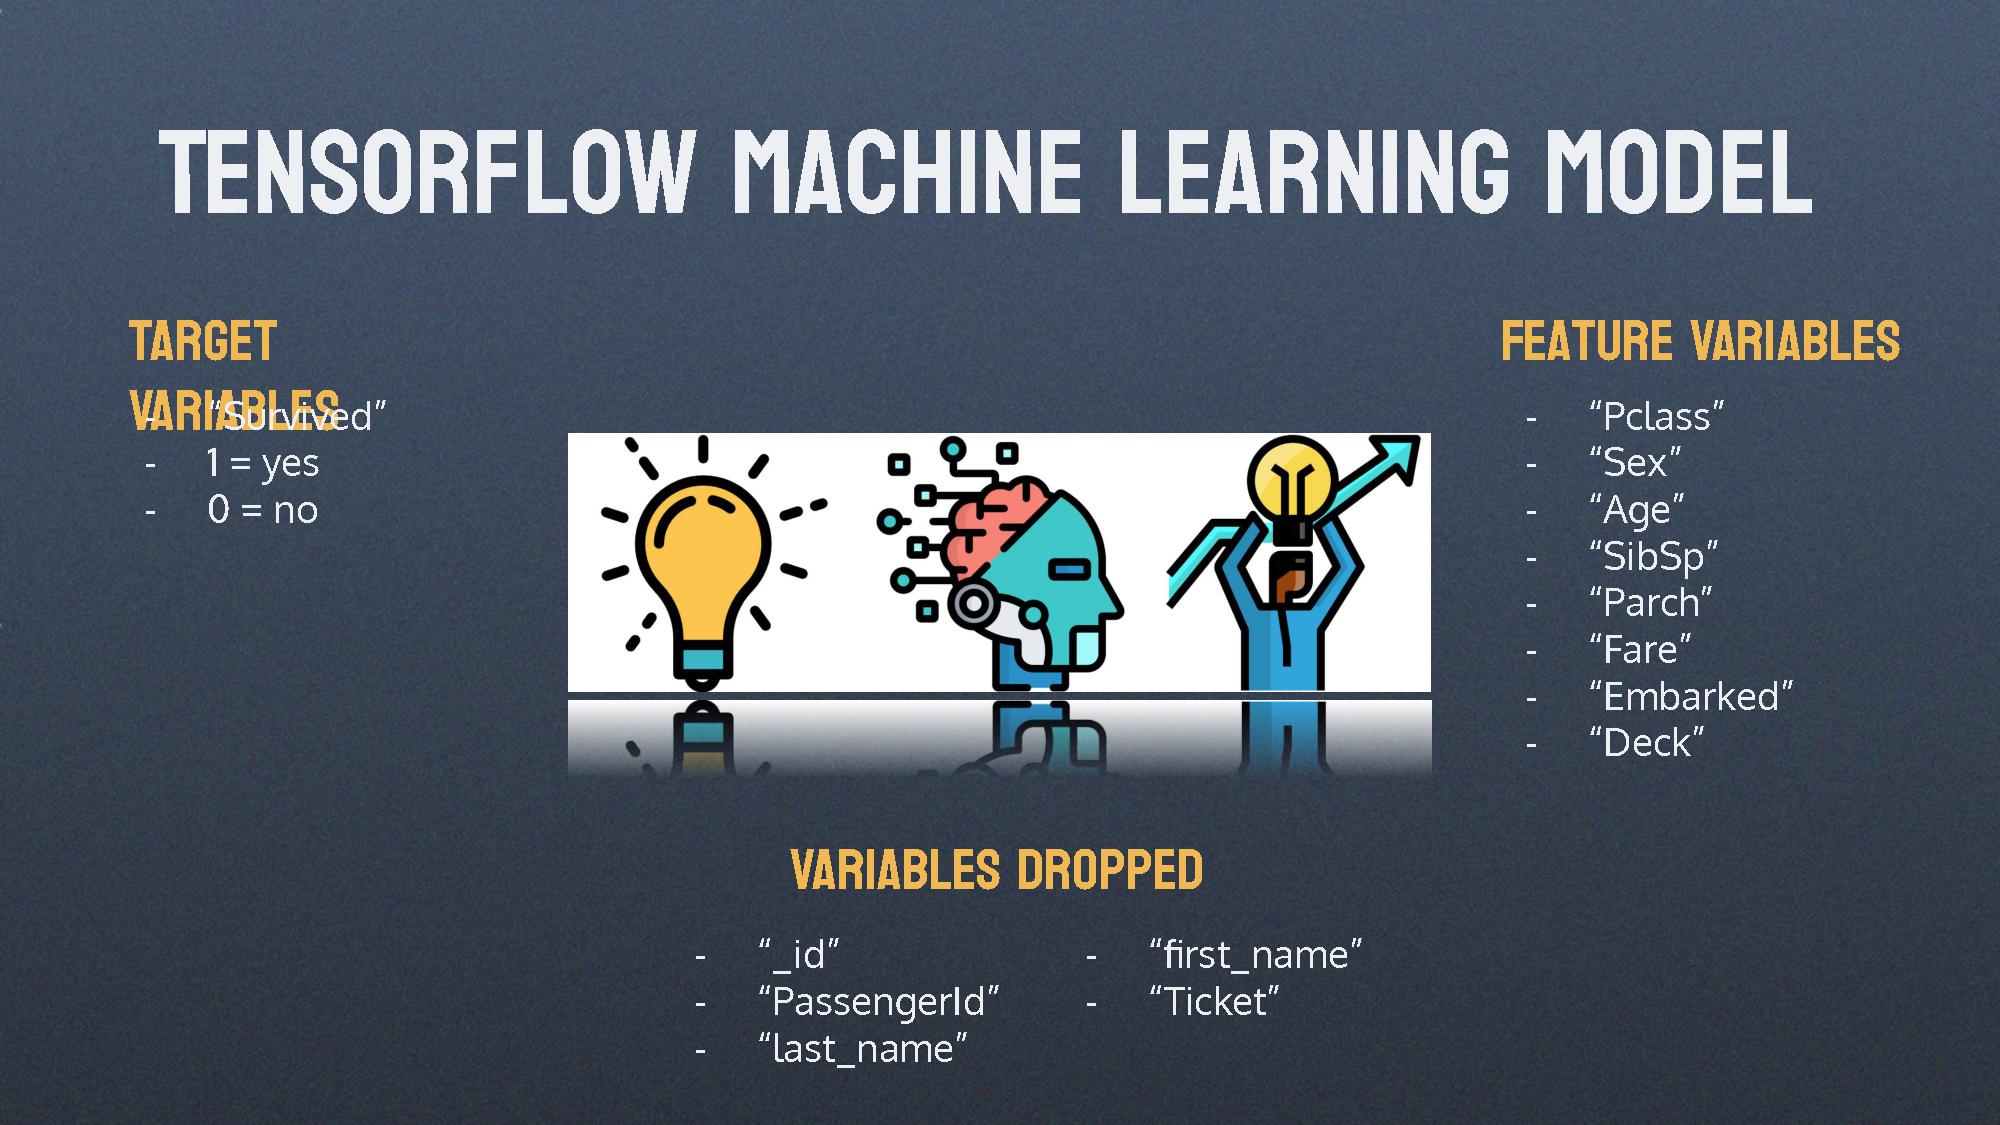 TENSORFLOW MACHINE LEARNING MODEL
TARGET
VARIABLES
- “Survived”
- 1 = yes
- 0 = no
FEATURE VARIABLES
- “Pclass”
- “Sex”
- “Age”
- “SibSp”
- “Parch”
- “Fare”
- “Embarked”
- “Deck”
VARIABLES DROPPED
- “_id”
- “PassengerId”
- “last_name”
- “first_name”
- “Ticket”